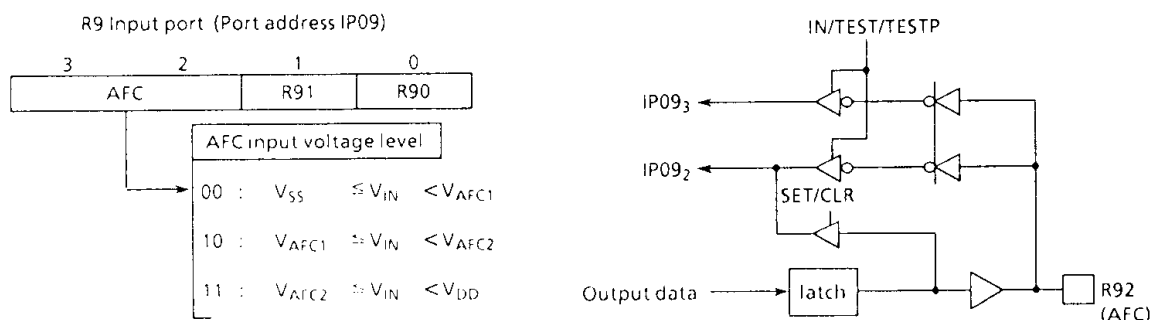 R9 Input port (Port address IP09)
3 2 1 0
AFC R91 R90
AFC input voltage level
00 : VSS ≦ VIN < VAFC1
10 : VAFC1 ≦ VIN < VAFC2
11 : VAFC2 ≦ VIN < VDD
IN/TEST/TESTP
IP093
IP092
SET/CLR
Output data
latch
R92
(AFC)